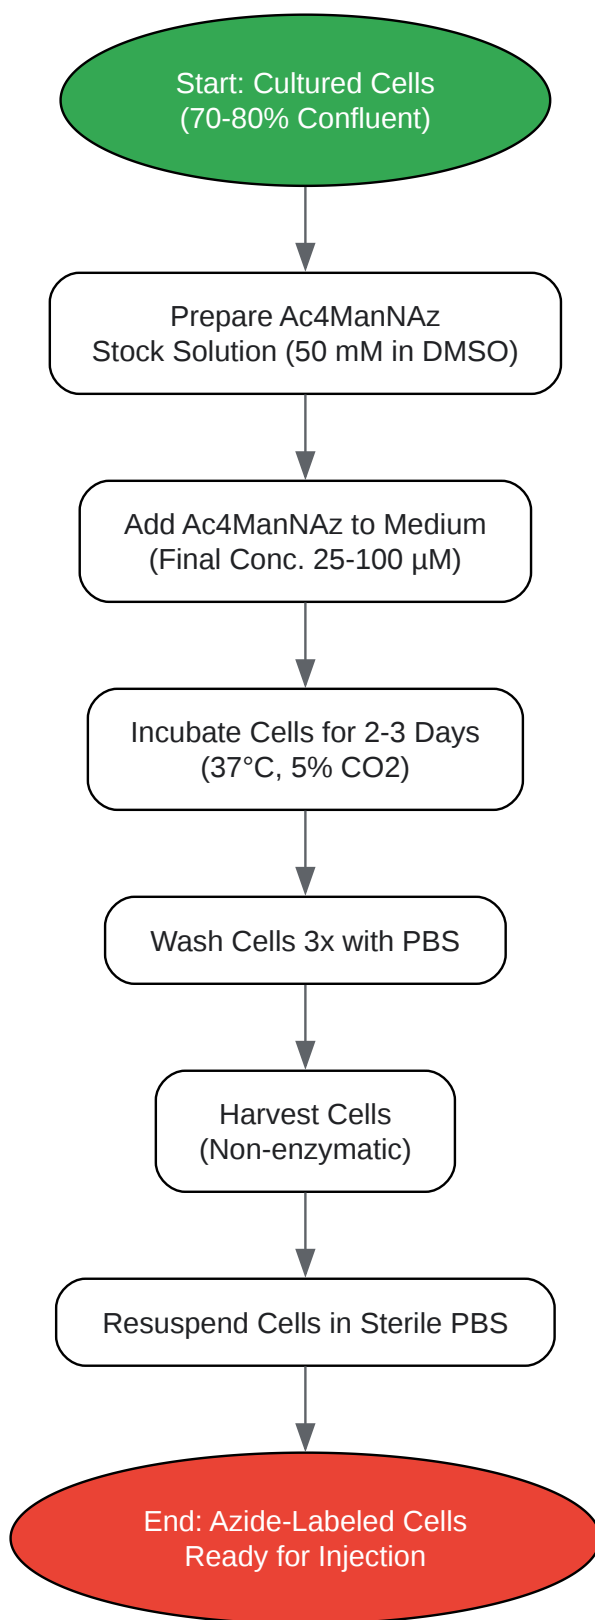 Start: Cultured Cells
(70-80% Confluent)
Prepare Ac4ManNAz
Stock Solution (50 mM in DMSO)
Add Ac4ManNAz to Medium
(Final Conc. 25-100 µM)
Incubate Cells for 2-3 Days
(37°C, 5% CO2)
Wash Cells 3x with PBS
Harvest Cells
(Non-enzymatic)
Resuspend Cells in Sterile PBS
End: Azide-Labeled Cells
Ready for Injection